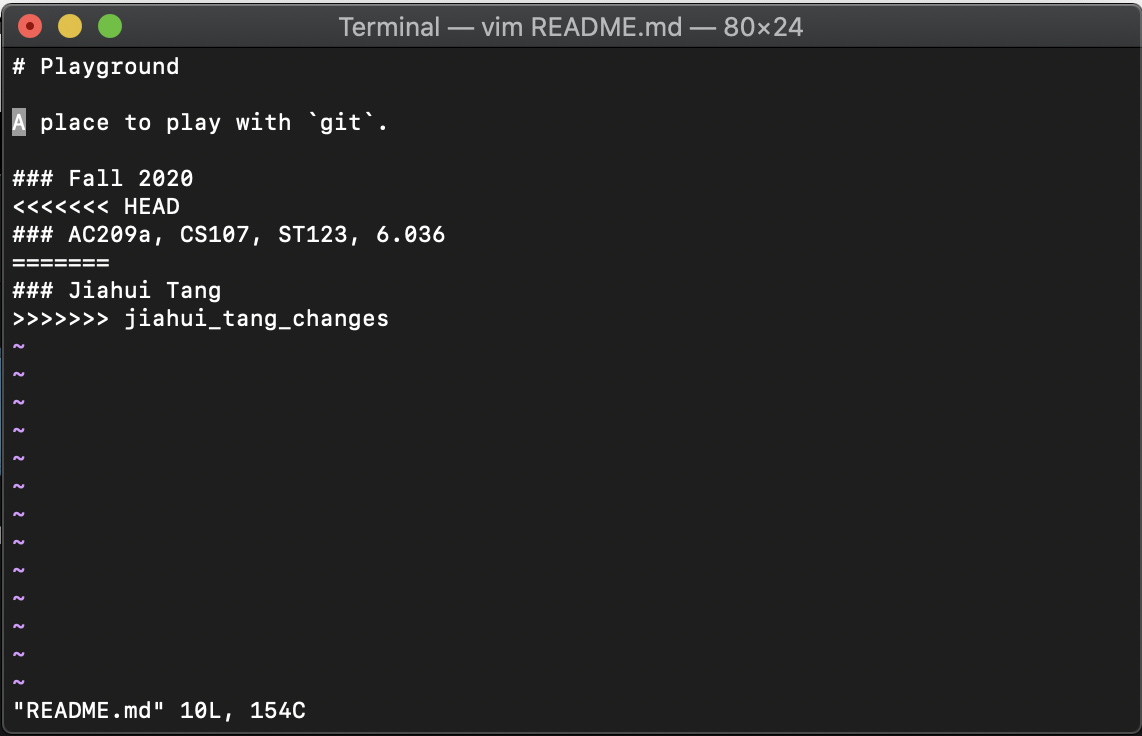 Terminal — vim README.md — 80×24
# Playground

A place to play with `git`.

### Fall 2020
<<<<<<< HEAD
### AC209a, CS107, ST123, 6.036
=======
### Jiahui Tang
>>>>>>> jiahui_tang_changes
~
~
~
~
~
~
~
~
~
~
~
~
~
"README.md" 10L, 154C